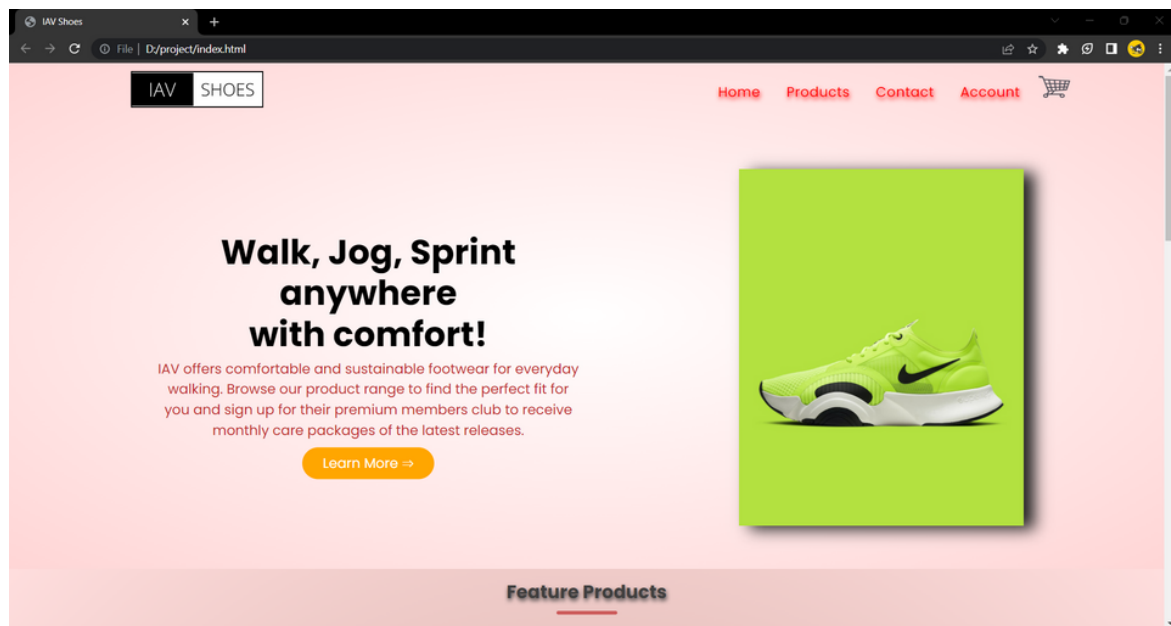 IAV Shoes
File | D:/project/index.html
IAV SHOES
Home Products Contact Account
Walk, Jog, Sprint
anywhere
with comfort!
IAV offers comfortable and sustainable footwear for everyday
walking. Browse our product range to find the perfect fit for
you and sign up for their premium members club to receive
monthly care packages of the latest releases.
Learn More ⇒
Feature Products